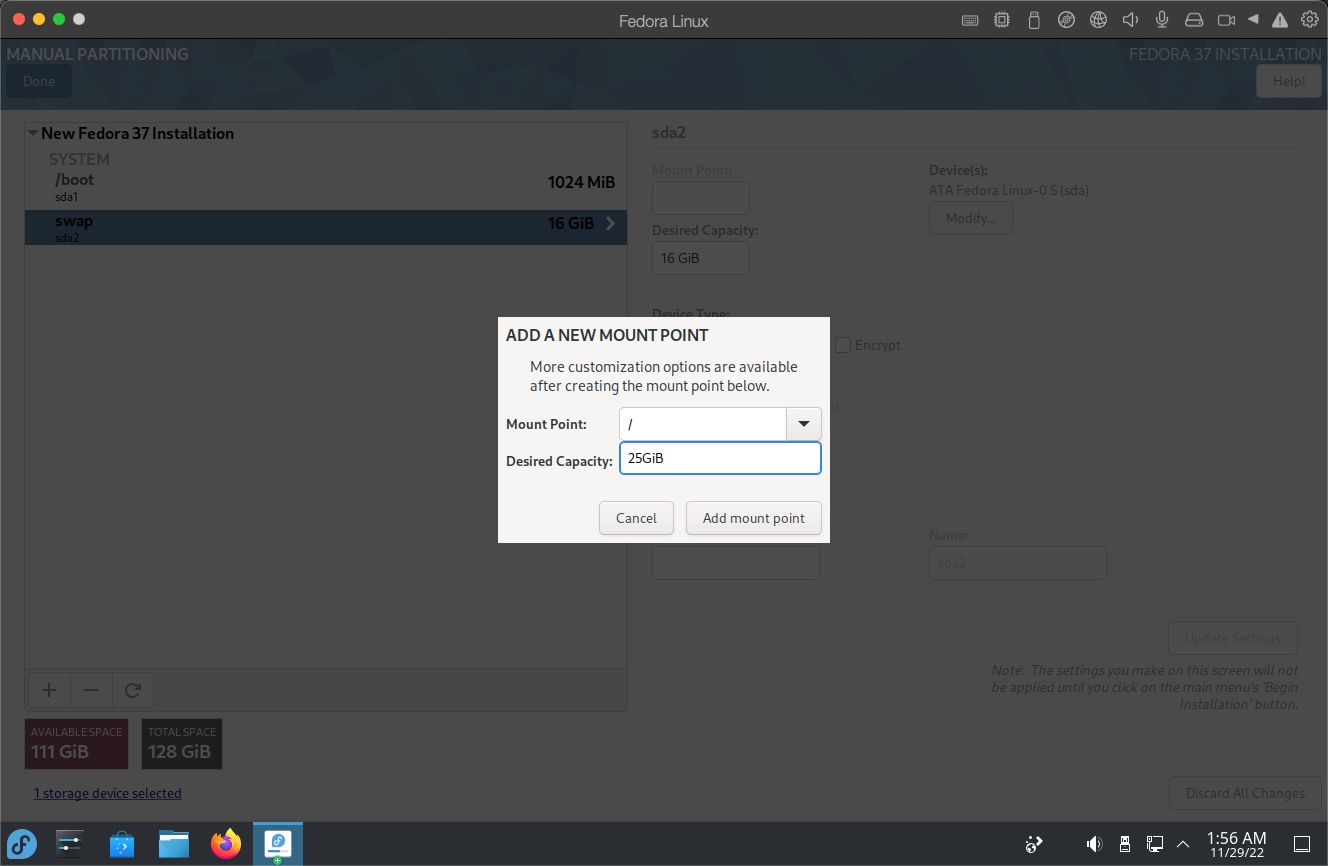 Fedora Linux
MANUAL PARTITIONING
FEDORA 37 INSTALLATION
Done
Help!
New Fedora 37 Installation
SYSTEM
/boot
1024 MiB
sda1
swap
16 GiB
sda2
sda2
Mount Point:
Desired Capacity:
16 GiB
Device(s):
ATA Fedora Linux-0 S (sda)
Modify...
Device Type:
Encrypt
ADD A NEW MOUNT POINT
More customization options are available
after creating the mount point below.
Mount Point:
/
Desired Capacity:
25GiB
Cancel
Add mount point
Name:
sda2
Update Settings
Note: The settings you make on this screen will not
be applied until you click on the main menu's 'Begin
Installation' button.
AVAILABLE SPACE
111 GiB
TOTAL SPACE
128 GiB
1 storage device selected
Discard All Changes
1:56 AM
11/29/22